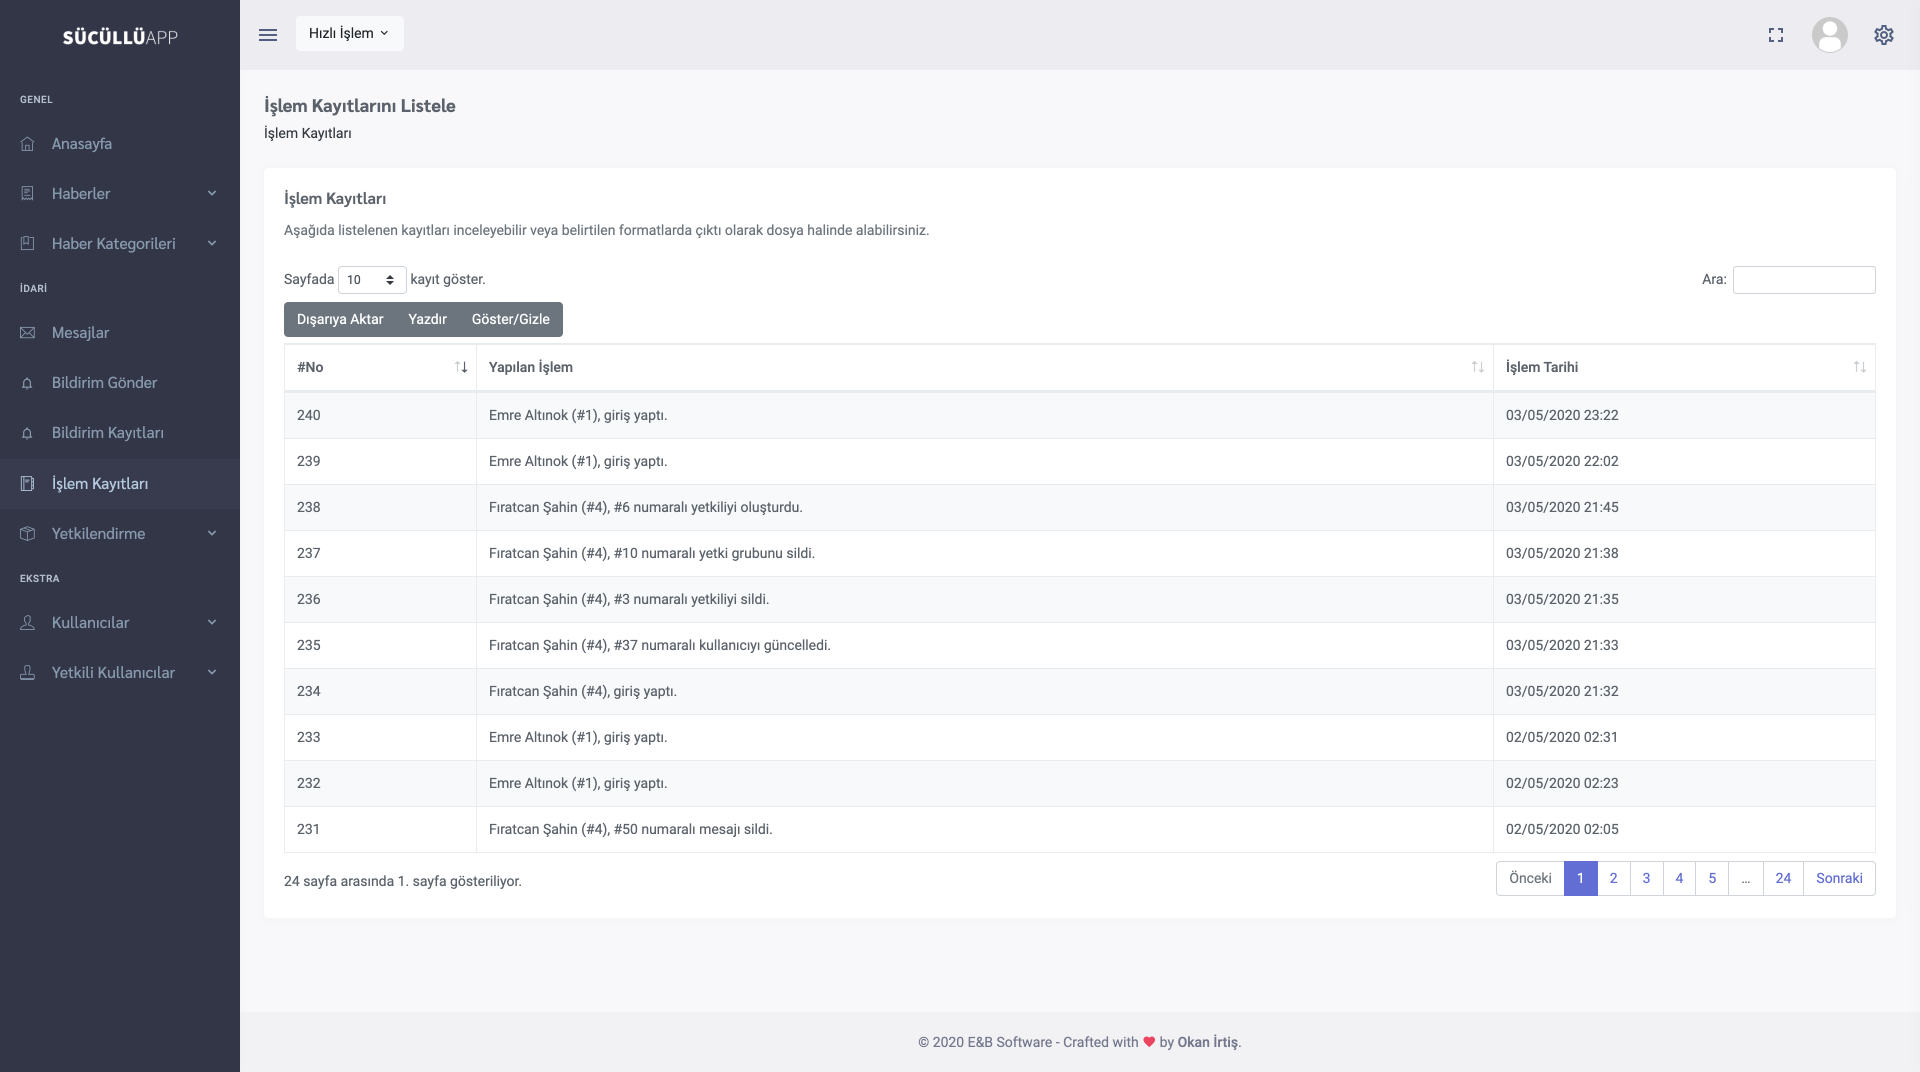 SÜCÜLLÜAPP
Hızlı İşlem
GENEL
Anasayfa
Haberler
Haber Kategorileri
İDARİ
Mesajlar
Bildirim Gönder
Bildirim Kayıtları
İşlem Kayıtları
Yetkilendirme
EKSTRA
Kullanıcılar
Yetkili Kullanıcılar
İşlem Kayıtlarını Listele
İşlem Kayıtları
İşlem Kayıtları
Aşağıda listelenen kayıtları inceleyebilir veya belirtilen formatlarda çıktı olarak dosya halinde alabilirsiniz.
Sayfada 10 kayıt göster. Ara:
Dışarıya Aktar Yazdır Göster/Gizle
#No Yapılan İşlem İşlem Tarihi
240 Emre Altınok (#1), giriş yaptı. 03/05/2020 23:22
239 Emre Altınok (#1), giriş yaptı. 03/05/2020 22:02
238 Fıratcan Şahin (#4), #6 numaralı yetkiliyi oluşturdu. 03/05/2020 21:45
237 Fıratcan Şahin (#4), #10 numaralı yetki grubunu sildi. 03/05/2020 21:38
236 Fıratcan Şahin (#4), #3 numaralı yetkiliyi sildi. 03/05/2020 21:35
235 Fıratcan Şahin (#4), #37 numaralı kullanıcıyı güncelledi. 03/05/2020 21:33
234 Fıratcan Şahin (#4), giriş yaptı. 03/05/2020 21:32
233 Emre Altınok (#1), giriş yaptı. 02/05/2020 02:31
232 Emre Altınok (#1), giriş yaptı. 02/05/2020 02:23
231 Fıratcan Şahin (#4), #50 numaralı mesajı sildi. 02/05/2020 02:05
24 sayfa arasında 1. sayfa gösteriliyor. Önceki 1 2 3 4 5 … 24 Sonraki
© 2020 E&B Software - Crafted with ❤ by Okan İrtiş.